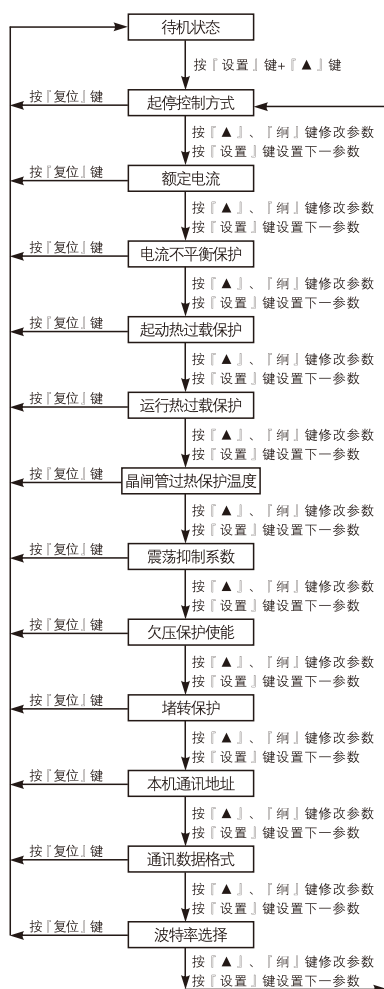 待机状态
按『设置』键+『▲』键
按『复位』键
起停控制方式
按『▲』、『䌹』键修改参数
按『设置』键设置下一参数
按『复位』键
额定电流
按『▲』、『䌹』键修改参数
按『设置』键设置下一参数
按『复位』键
电流不平衡保护
按『▲』、『䌹』键修改参数
按『设置』键设置下一参数
按『复位』键
起动热过载保护
按『▲』、『䌹』键修改参数
按『设置』键设置下一参数
按『复位』键
运行热过载保护
按『▲』、『䌹』键修改参数
按『设置』键设置下一参数
按『复位』键
晶闸管过热保护温度
按『▲』、『䌹』键修改参数
按『设置』键设置下一参数
按『复位』键
震荡抑制系数
按『▲』、『䌹』键修改参数
按『设置』键设置下一参数
按『复位』键
欠压保护使能
按『▲』、『䌹』键修改参数
按『设置』键设置下一参数
按『复位』键
堵转保护
按『▲』、『䌹』键修改参数
按『设置』键设置下一参数
按『复位』键
本机通讯地址
按『▲』、『䌹』键修改参数
按『设置』键设置下一参数
按『复位』键
通讯数据格式
按『▲』、『䌹』键修改参数
按『设置』键设置下一参数
按『复位』键
波特率选择
按『▲』、『䌹』键修改参数
按『设置』键设置下一参数